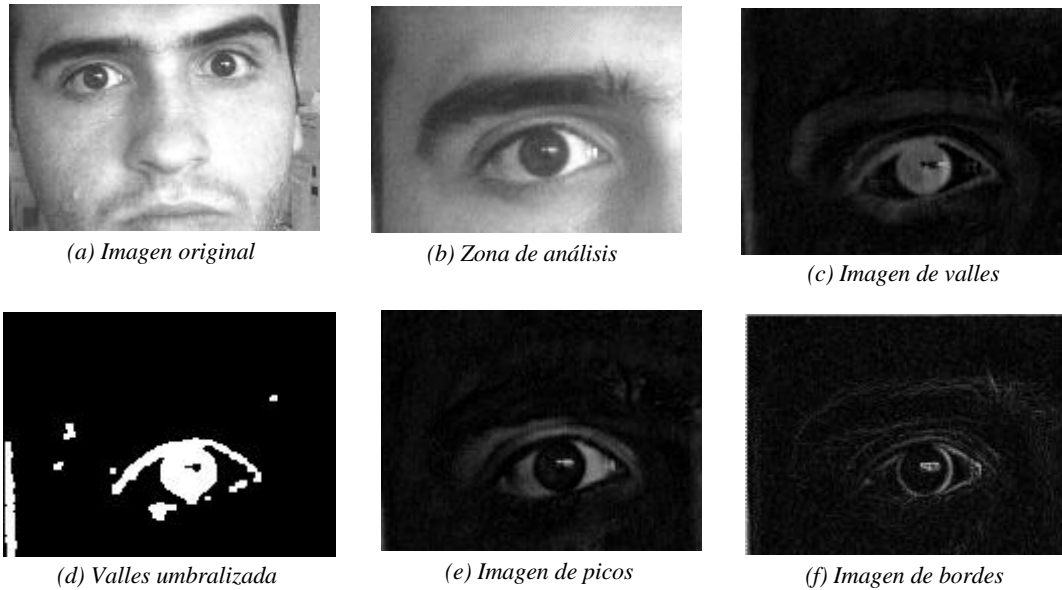 (a) Imagen original
(b) Zona de análisis
(c) Imagen de valles
(d) Valles umbralizada
(e) Imagen de picos
(f) Imagen de bordes